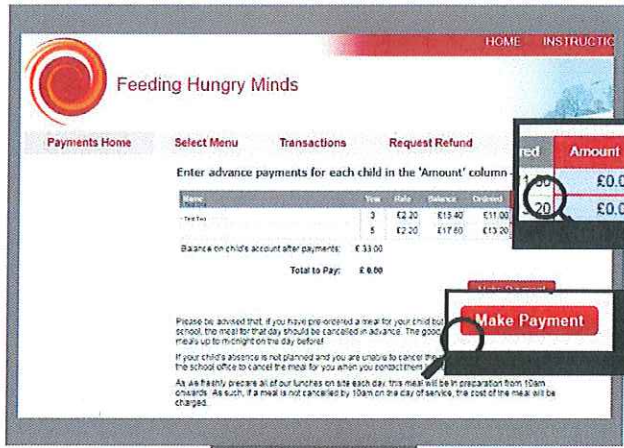 HOME INSTRUCTIO
Feeding Hungry Minds
Payments Home Select Menu Transactions Request Refund
Enter advance payments for each child in the 'Amount' column
red Amount
Name Year Rate Balance Ordered
3 £2.20 £15.40 £11.00
£0.0
5 £2.20 £17.60 £13.20
.20 £0.0
Balance on child's account after payments: £ 33.00
Total to Pay: £ 0.00
Make Payment
Please be advised that, if you have pre-ordered a meal for your child but
school, the meal for that day should be cancelled in advance. The good
meals up to midnight on the day before!
If your child's absence is not planned and you are unable to cancel the
the school office to cancel the meal for you when you contact them
As we freshly prepare all of our lunches on site each day, this meal will be in preparation from 10am
onwards. As such, if a meal is not cancelled by 10am on the day of service, the cost of the meal will be
charged.